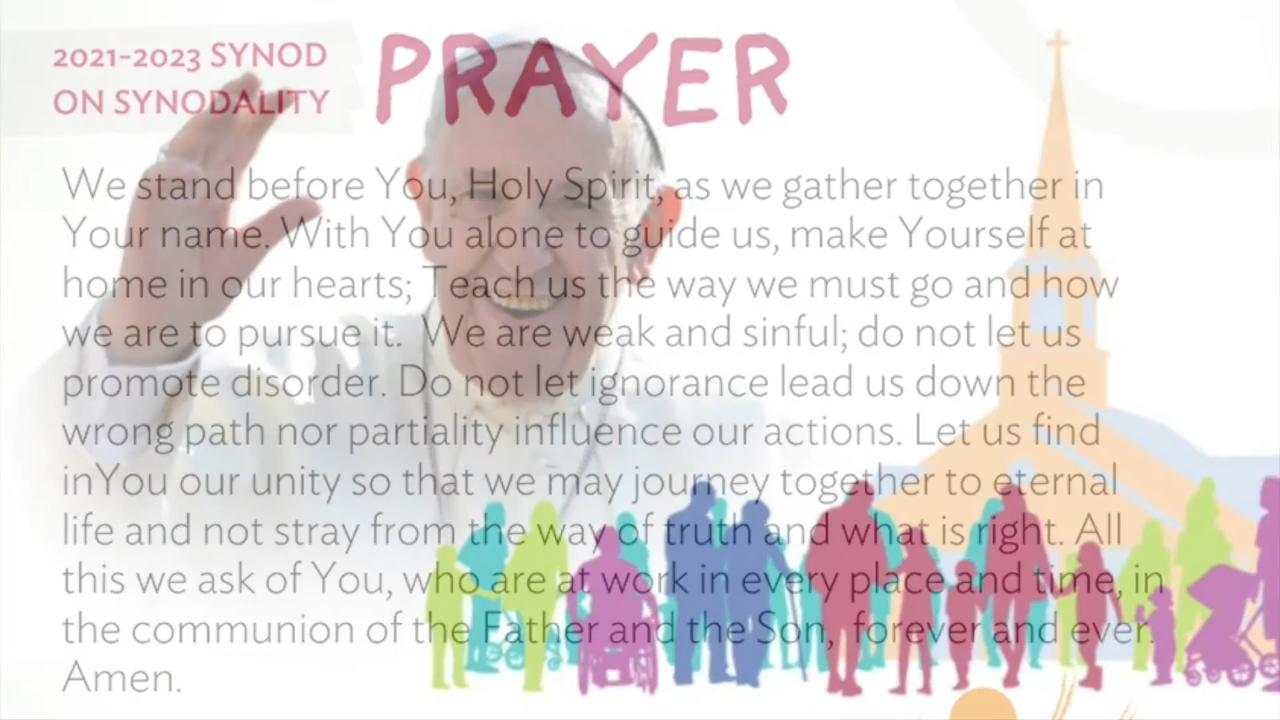 2021-2023 SYNOD
ON SYNODALITY
PRAYER
We stand before You, Holy Spirit, as we gather together in
Your name. With You alone to guide us, make Yourself at
home in our hearts; Teach us the way we must go and how
we are to pursue it. We are weak and sinful; do not let us
promote disorder. Do not let ignorance lead us down the
wrong path nor partiality influence our actions. Let us find
inYou our unity so that we may journey together to eternal
life and not stray from the way of truth and what is right. All
this we ask of You, who are at work in every place and time, in
the communion of the Father and the Son, forever and ever.
Amen.